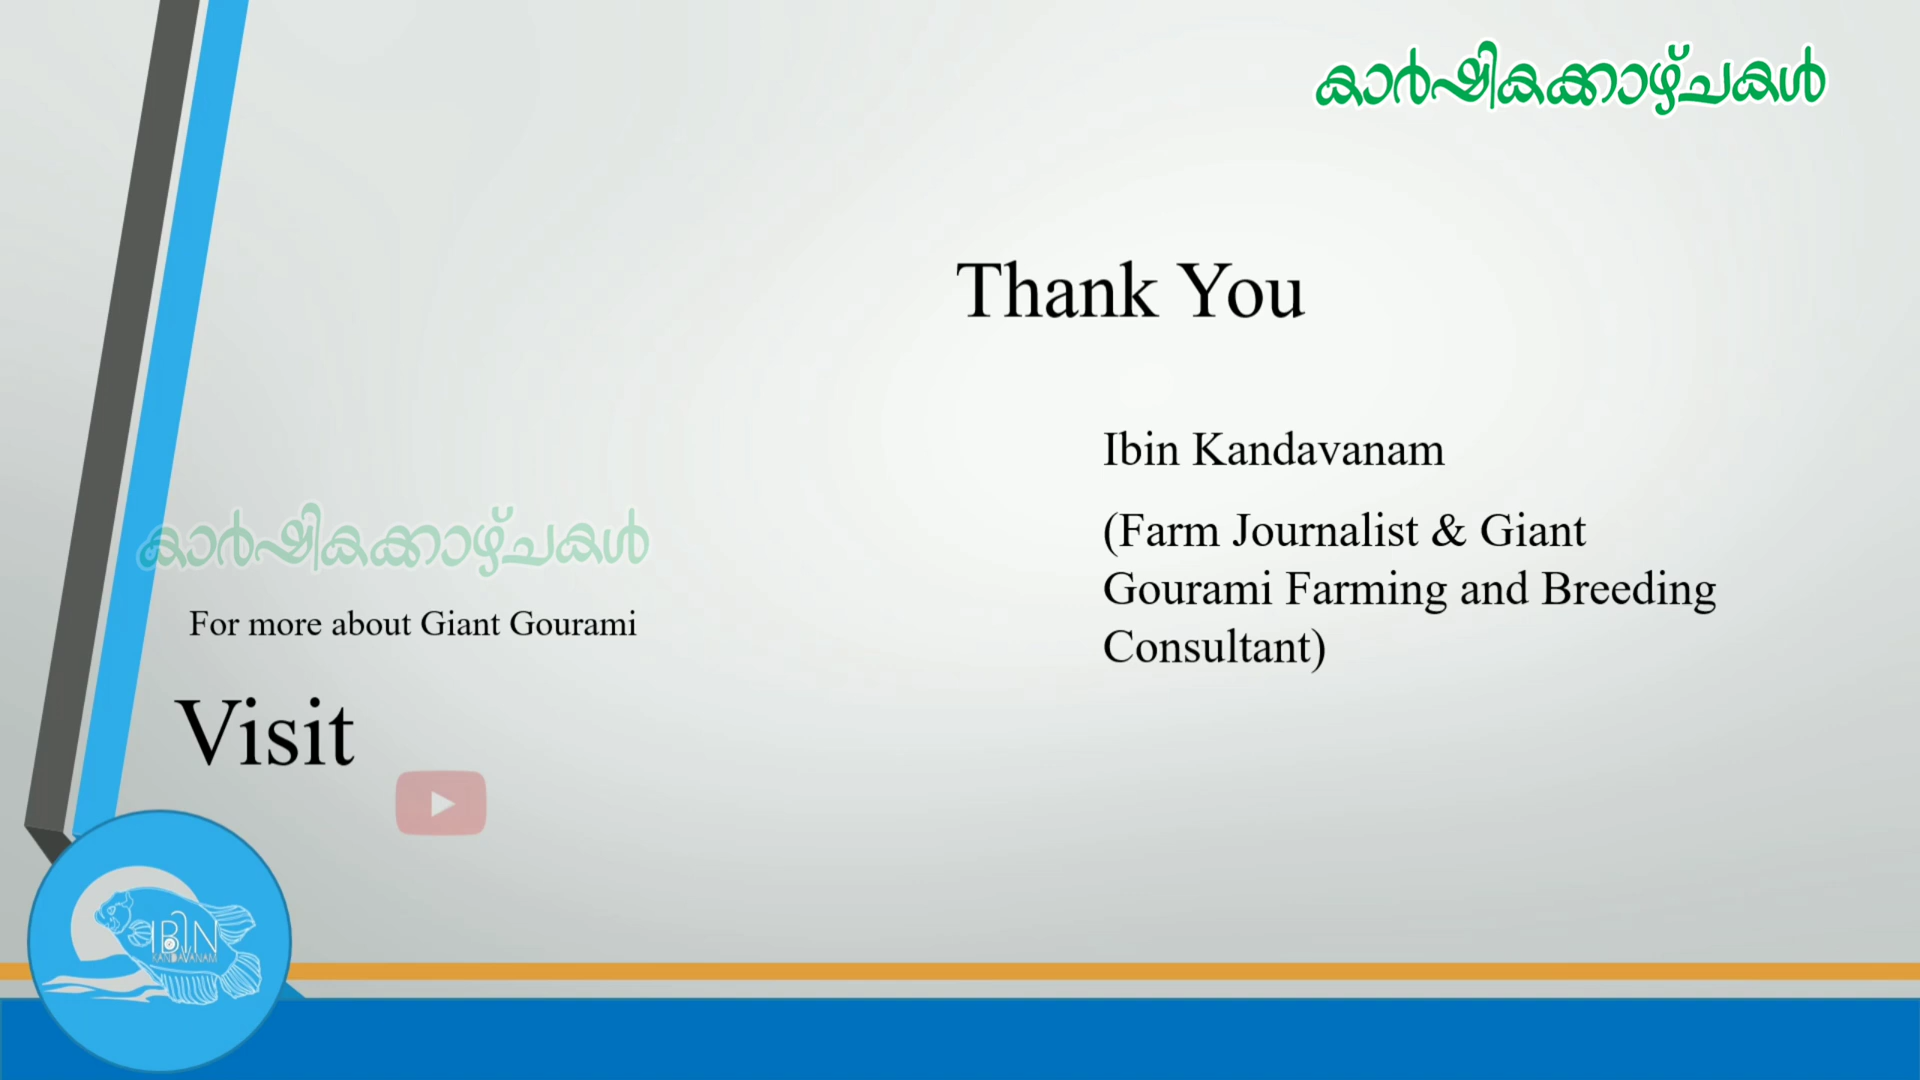 കാർഷികക്കാഴ്ചകൾ
Thank You
Ibin Kandavanam
(Farm Journalist & Giant
Gourami Farming and Breeding
Consultant)
കാർഷികക്കാഴ്ചകൾ
For more about Giant Gourami
Visit
IBIN
KANDAVANAM